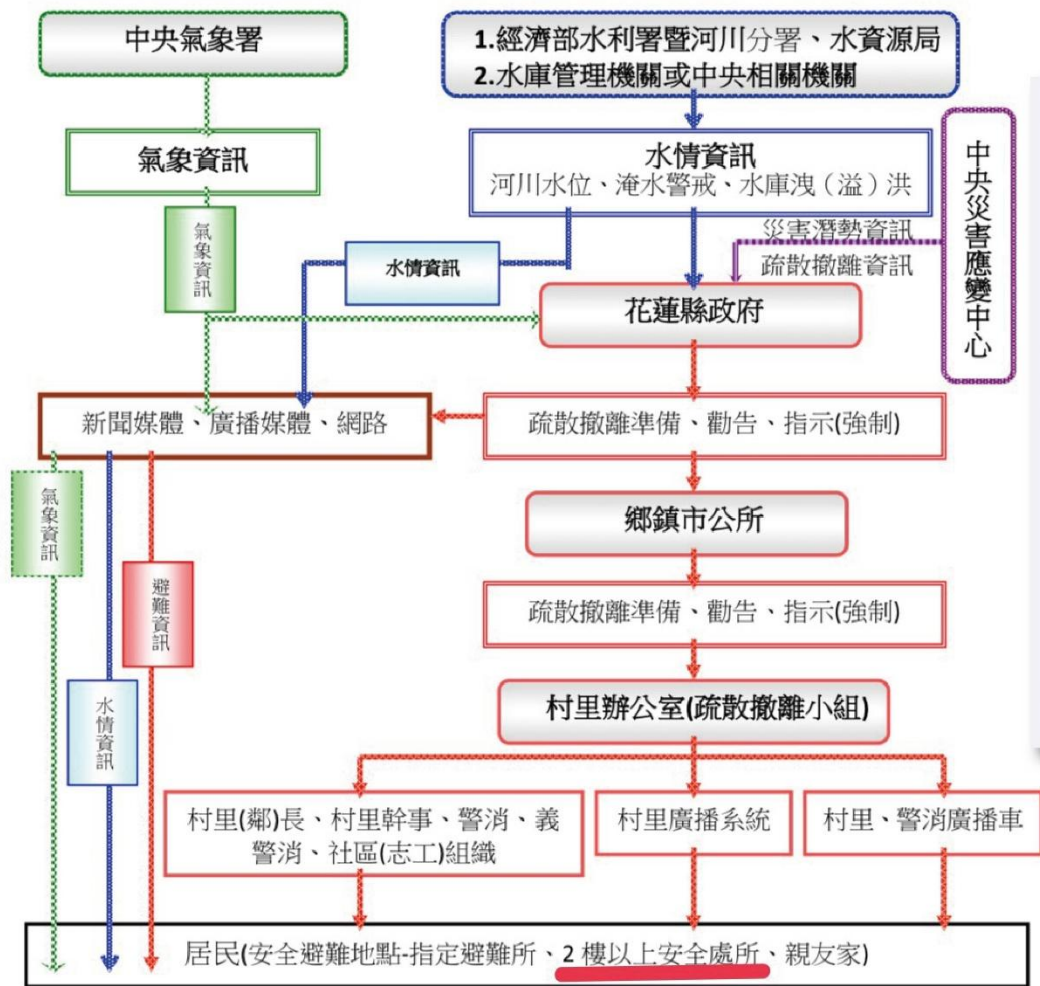 中央氣象署
1.經濟部水利署暨河川分署、水資源局
2.水庫管理機關或中央相關機關
氣象資訊
水情資訊
河川水位、淹水警戒、水庫洩（溢）洪
中央災害應變中心
氣象資訊
水情資訊
災害潛勢資訊
疏散撤離資訊
花蓮縣政府
新聞媒體、廣播媒體、網路
疏散撤離準備、勸告、指示(強制)
氣象資訊
鄉鎮市公所
避難資訊
疏散撤離準備、勸告、指示(強制)
水情資訊
村里辦公室(疏散撤離小組)
村里(鄰)長、村里幹事、警消、義
警消、社區(志工)組織
村里廣播系統
村里、警消廣播車
居民(安全避難地點-指定避難所、2 樓以上安全處所、親友家)